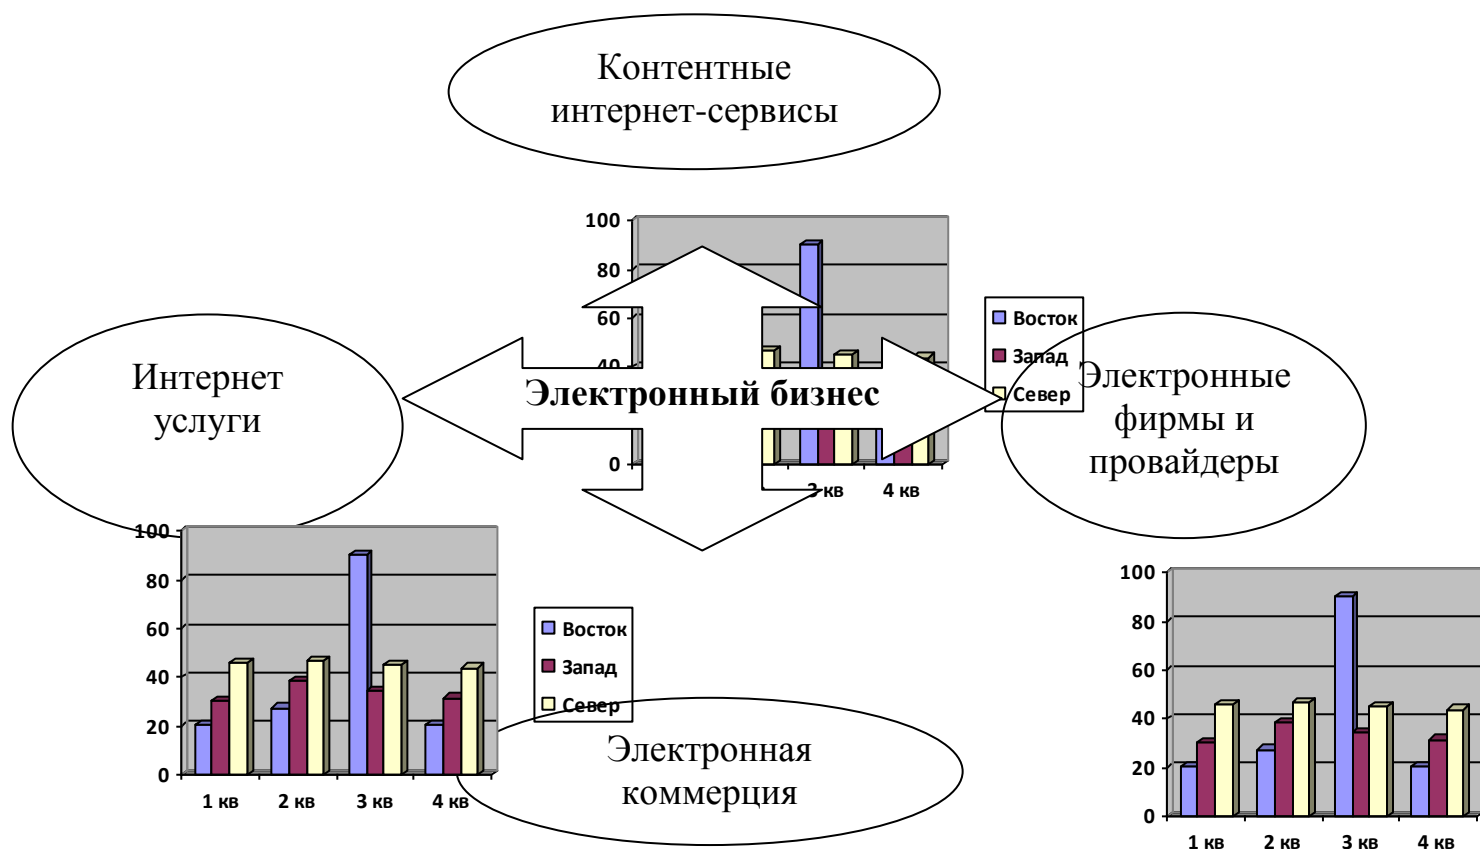 Контентные
интернет-сервисы
100
80
60
40
0
3 кв
4 кв
Восток
Запад
Север
Интернет
услуги
Электронный бизнес
Электронные
фирмы и
провайдеры
100
80
60
40
20
0
1 кв
2 кв
3 кв
4 кв
Восток
Запад
Север
Электронная
коммерция
100
80
60
40
20
0
1 кв
2 кв
3 кв
4 кв